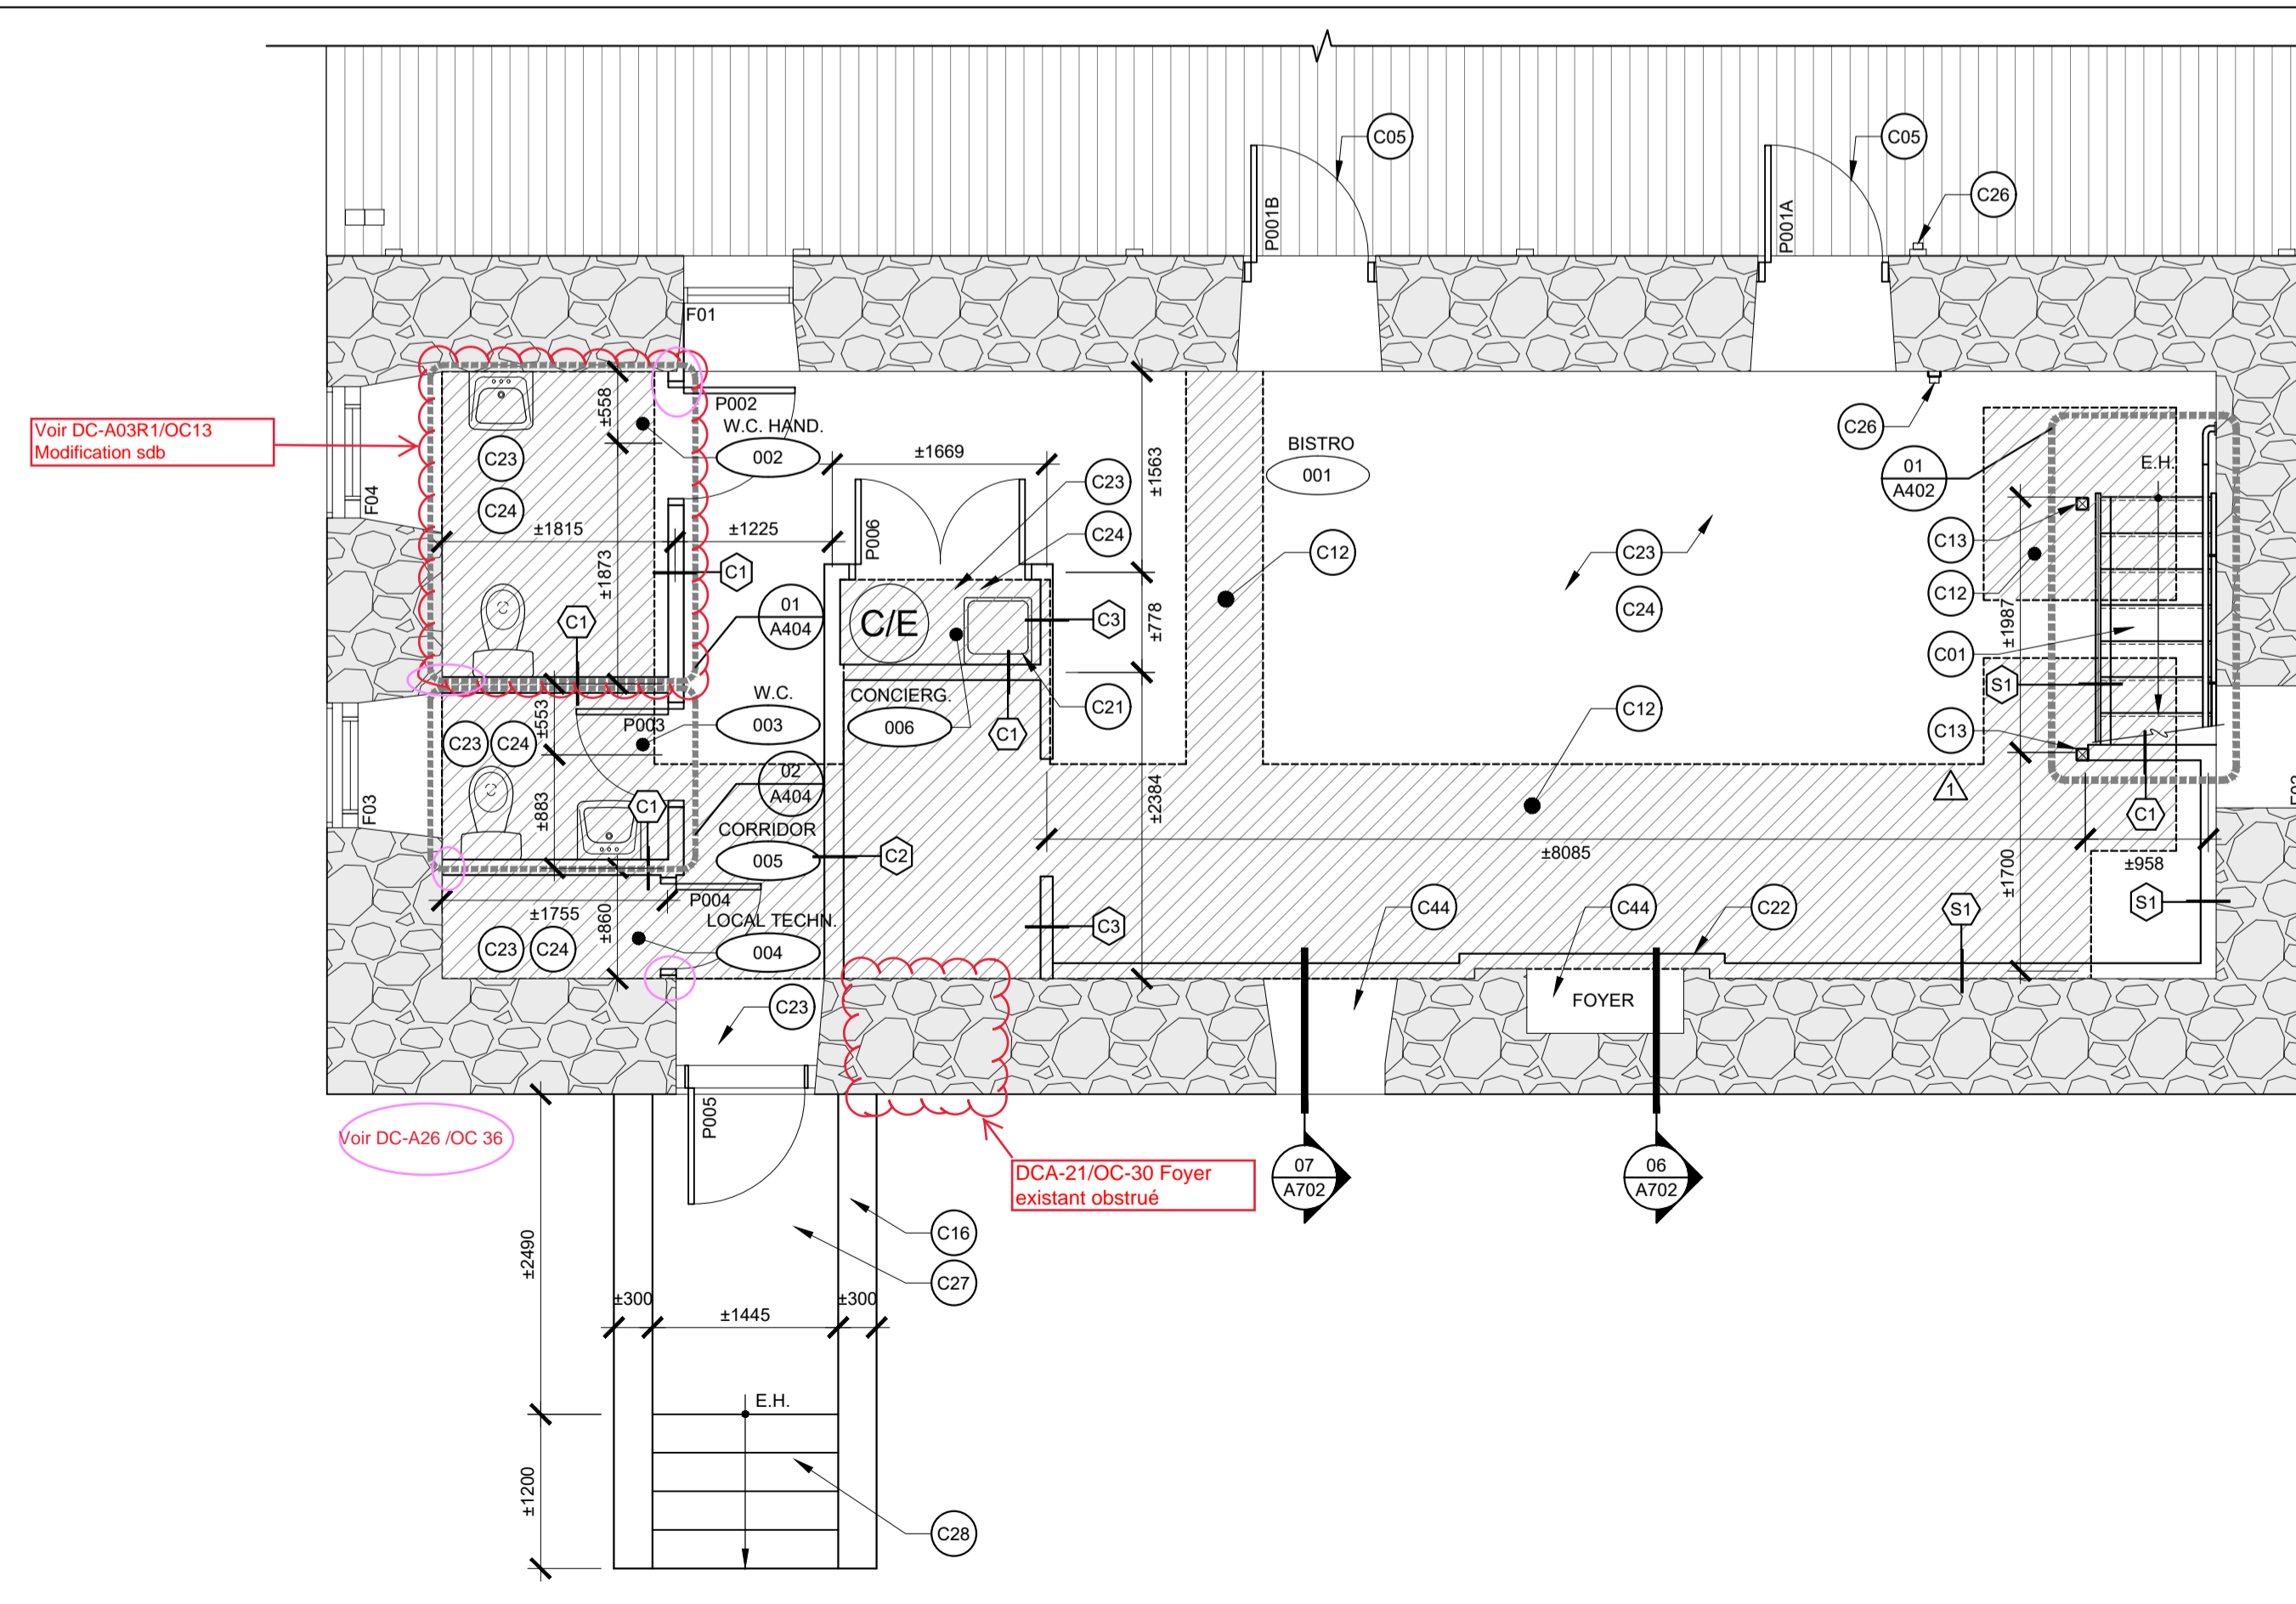 C05
C05
C26
P001B
P001A
F01
P002
W.C. HAND.
002
±558
Voir DC-A03R1/OC13
Modification sdb
C23
C24
F04
±1815
±1225
±1873
C1
C1
±1669
P006
C23
C24
C/E
C3
±1563
±778
BISTRO
001
C12
C23
C24
C12
C26
01
A402
E.H.
C13
C12
±1987
C01
S1
C13
1
C1
01
A404
W.C.
003
P003
C23
C24
±553
±883
F03
C1
02
A404
CONCIERG.
006
C1
C21
±2384
CORRIDOR
005
C2
±8085
±958
±1700
P004
±1755
±860
LOCAL TECHN.
004
C23
C24
C3
C44
C44
C22
S1
S1
C23
FOYER
Voir DC-A26 /OC 36
P005
DCA-21/OC-30 Foyer
existant obstrué
07
A702
06
A702
C16
C27
±2490
±300
±1445
±300
E.H.
±1200
C28